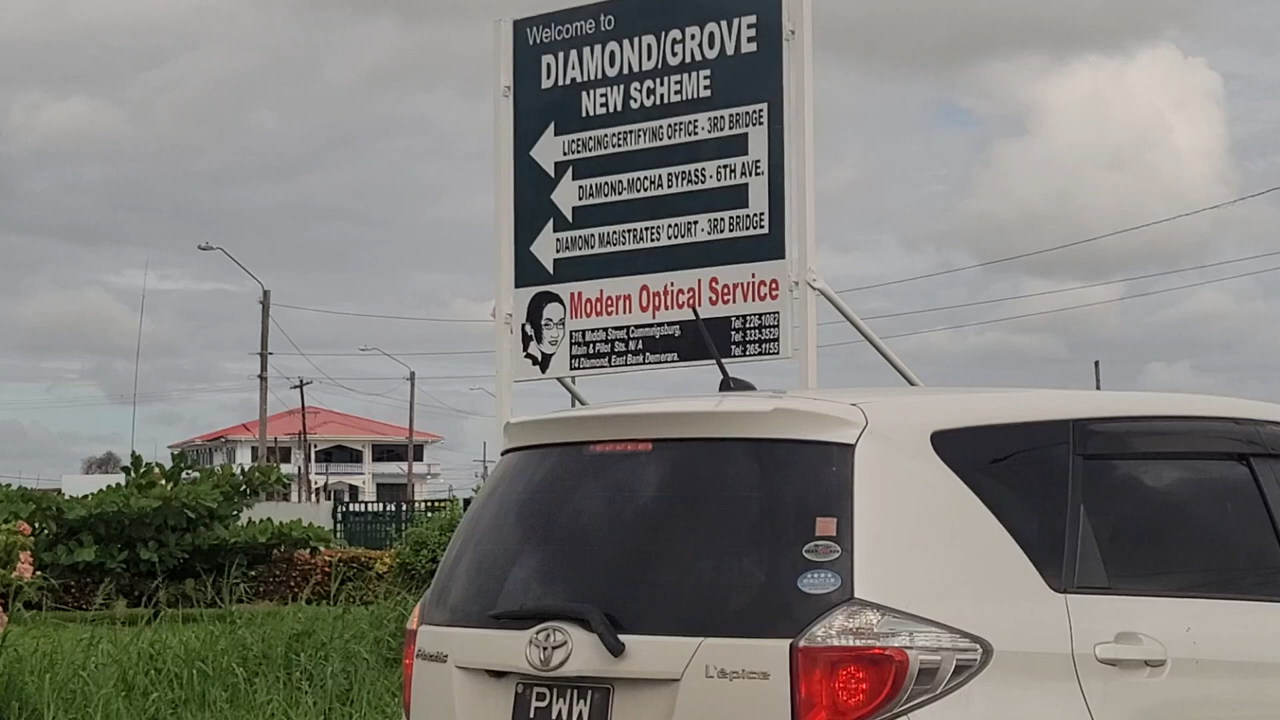 Welcome to
DIAMOND/GROVE
NEW SCHEME
LICENCING/CERTIFYING OFFICE - 3RD BRIDGE
DIAMOND-MOCHA BYPASS - 6TH AVE.
DIAMOND MAGISTRATES' COURT - 3RD BRIDGE
Modern Optical Service
316, Middle Street, Cummingsburg,
Main & Pilot Sts. N/A
14 Diamond, East Bank Demerara.
Tel: 226-1082
Tel: 333-3529
Tel: 265-1155
L'epice
PWW